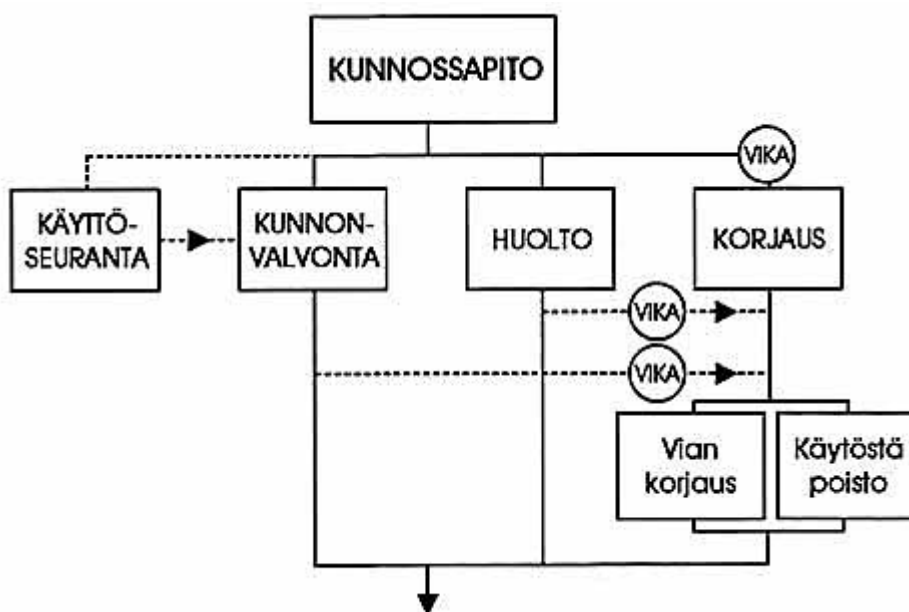 KUNNOSSAPITO
VIKA
KÄYTTÖ-
SEURANTA
KUNNON-
VALVONTA
HUOLTO
KORJAUS
VIKA
VIKA
Vian
korjaus
Käytöstä
poisto